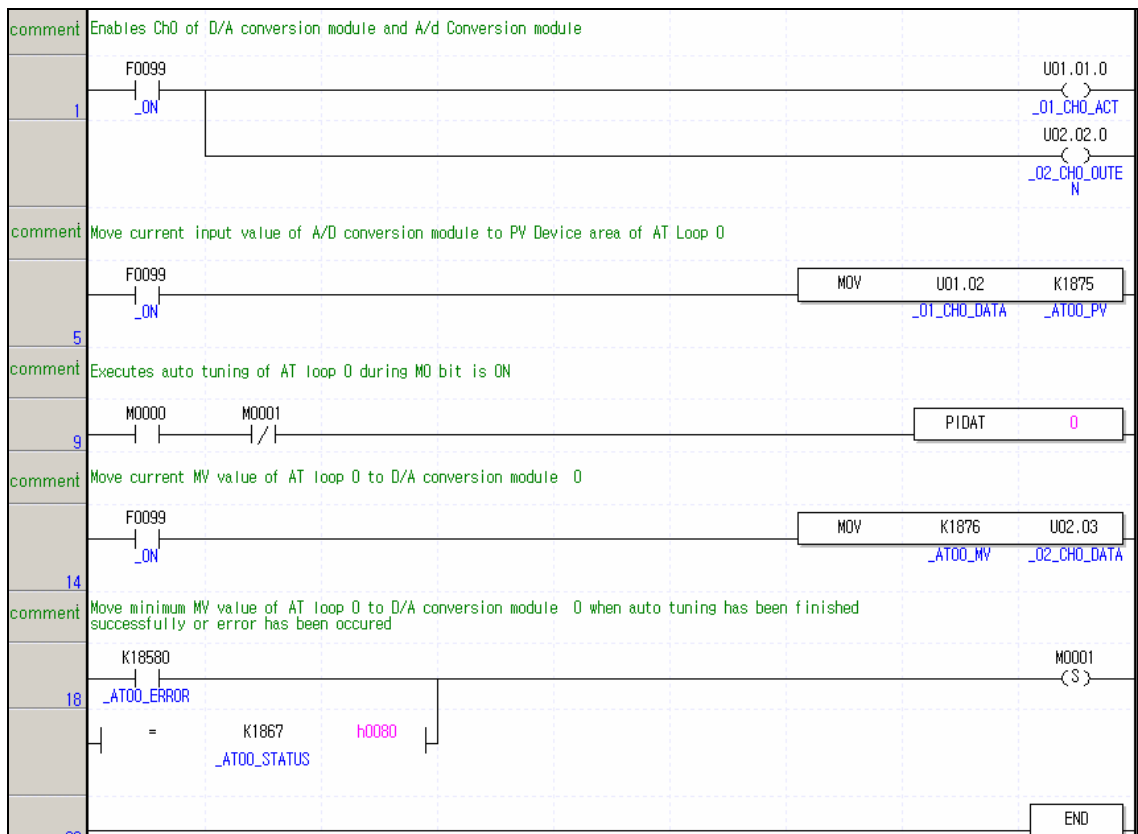 comment Enables Ch0 of D/A conversion module and A/d Conversion module
F0099 U01.01.0
1 _ON _01_CH0_ACT
U02.02.0
_02_CH0_OUTE
N
comment Move current input value of A/D conversion module to PV Device area of AT Loop 0
F0099 MOV U01.02 K1875
_ON _01_CH0_DATA _AT00_PV
5
comment Executes auto tuning of AT loop 0 during M0 bit is ON
M0000 M0001 PIDAT 0
9
comment Move current MV value of AT loop 0 to D/A conversion module 0
F0099 MOV K1876 U02.03
_ON _AT00_MV _02_CH0_DATA
14
comment Move minimum MV value of AT loop 0 to D/A conversion module 0 when auto tuning has been finished
successfully or error has been occured
K18580 M0001
(S)
18 _AT00_ERROR
= K1867 h0080
_AT00_STATUS
END